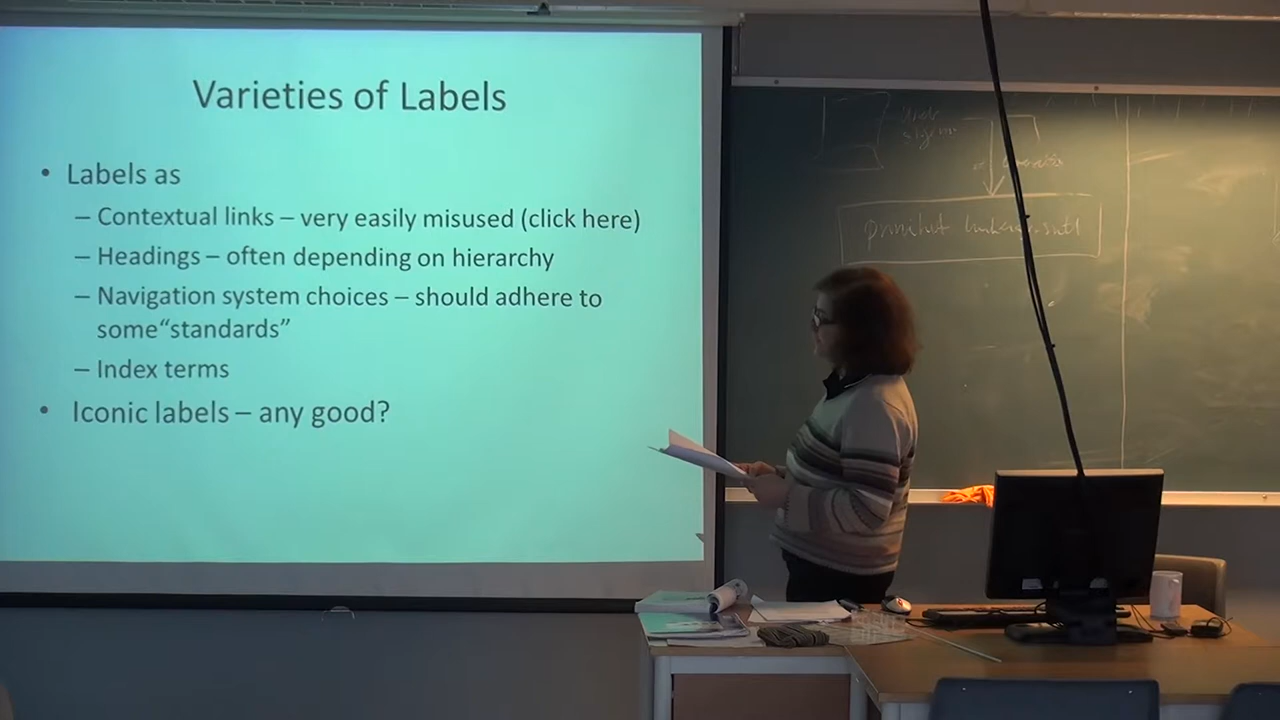 Varieties of Labels
• Labels as
– Contextual links – very easily misused (click here)
– Headings – often depending on hierarchy
– Navigation system choices – should adhere to
some“standards”
– Index terms
• Iconic labels – any good?